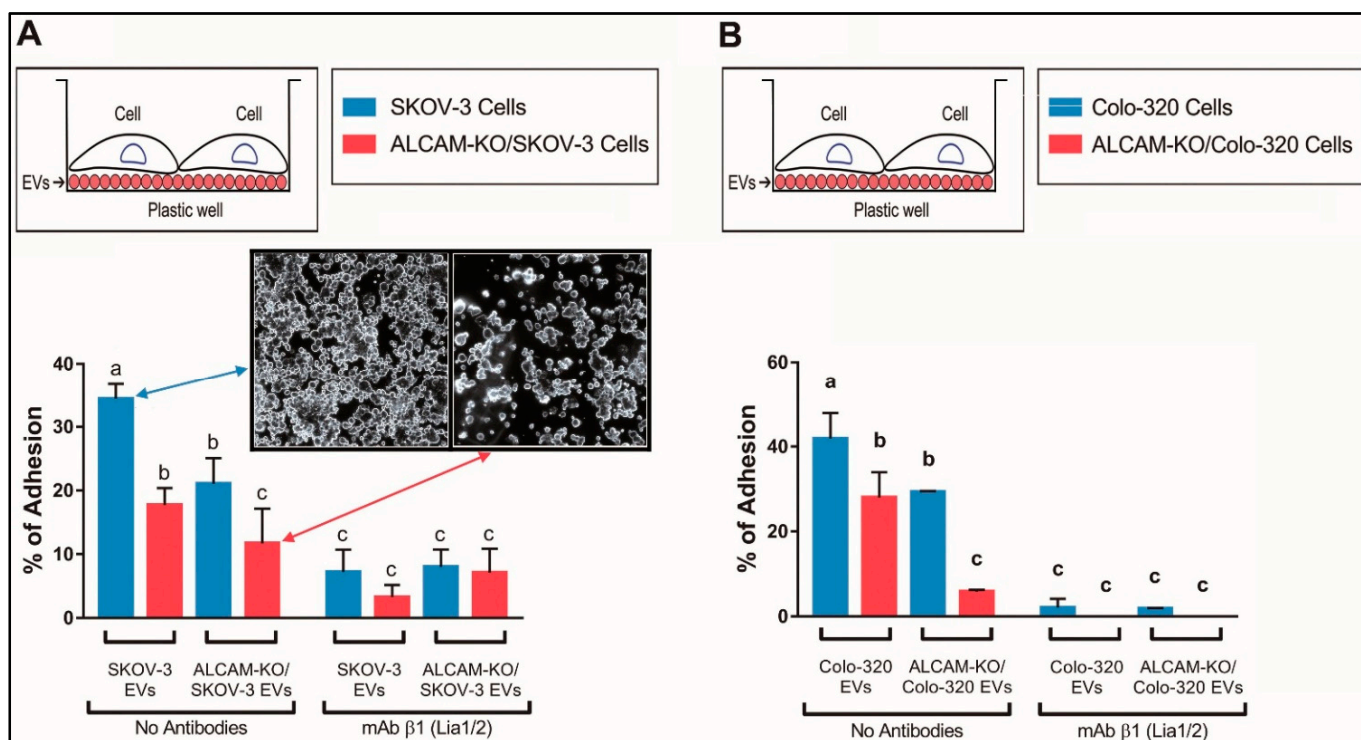 A
Cell Cell
EVs→
Plastic well
SKOV-3 Cells
ALCAM-KO/SKOV-3 Cells
% of Adhesion
40
30
20
10
0
a
b
b
c
c
c
c
c
SKOV-3
EVs
ALCAM-KO/
SKOV-3 EVs
SKOV-3
EVs
ALCAM-KO/
SKOV-3 EVs
No Antibodies
mAb β1 (Lia1/2)
B
Cell Cell
EVs→
Plastic well
Colo-320 Cells
ALCAM-KO/Colo-320 Cells
% of Adhesion
60
40
20
0
a
b
b
c
c
c
c
c
Colo-320
EVs
ALCAM-KO/
Colo-320 EVs
Colo-320
EVs
ALCAM-KO/
Colo-320 EVs
No Antibodies
mAb β1 (Lia1/2)